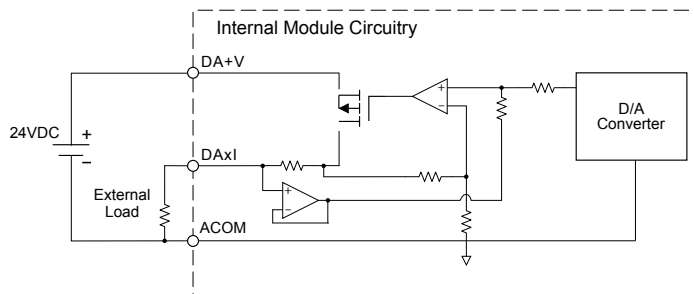 Internal Module Circuitry
DA+V
+
−
D/A
Converter
24VDC
+
−
DAxI
External
Load
+
−
ACOM